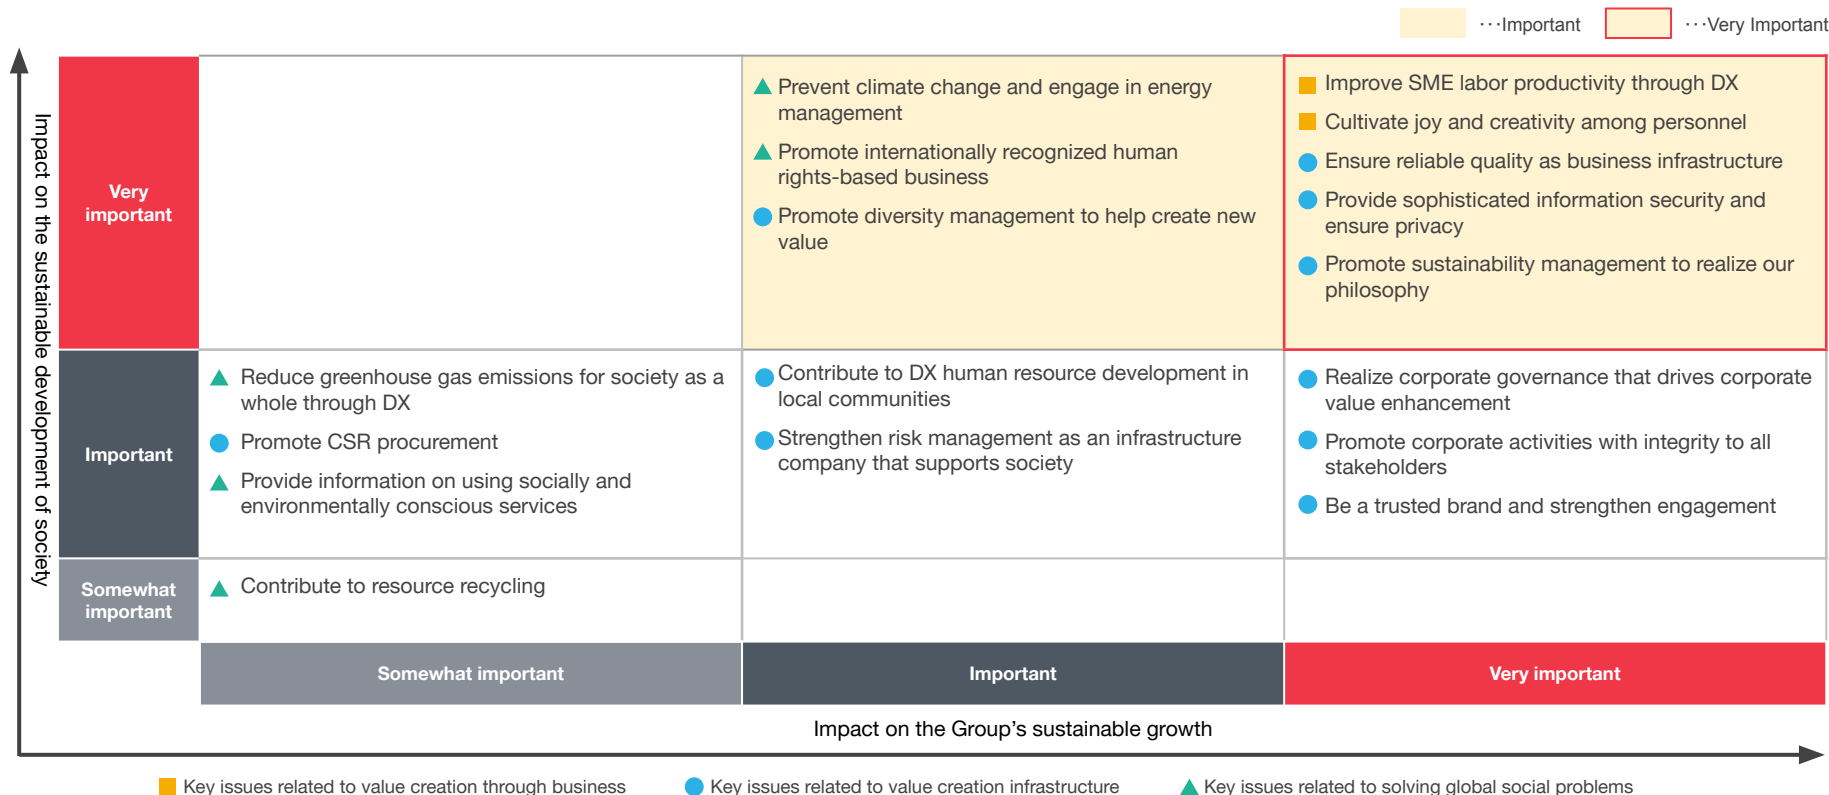 ···Important
···Very Important
Impact on the sustainable development of society
Very
important
Prevent climate change and engage in energy
management
Promote internationally recognized human
rights-based business
Promote diversity management to help create new
value
Improve SME labor productivity through DX
Cultivate joy and creativity among personnel
Ensure reliable quality as business infrastructure
Provide sophisticated information security and
ensure privacy
Promote sustainability management to realize our
philosophy
Important
Reduce greenhouse gas emissions for society as a
whole through DX
Promote CSR procurement
Provide information on using socially and
environmentally conscious services
Contribute to DX human resource development in
local communities
Strengthen risk management as an infrastructure
company that supports society
Realize corporate governance that drives corporate
value enhancement
Promote corporate activities with integrity to all
stakeholders
Be a trusted brand and strengthen engagement
Somewhat
important
Contribute to resource recycling
Somewhat important
Important
Very important
Impact on the Group’s sustainable growth
Key issues related to value creation through business
Key issues related to value creation infrastructure
Key issues related to solving global social problems